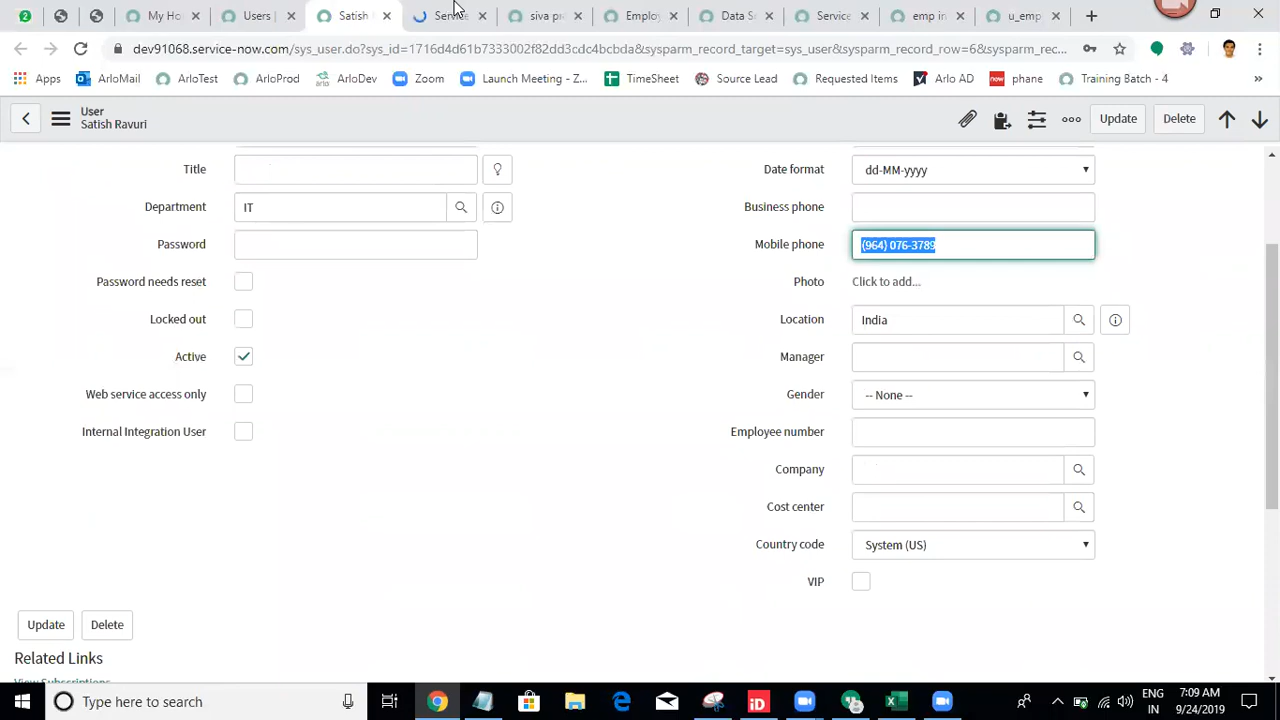 My Ho
Users |
Satish
Servic
siva pr
Employ
Data S
Service
emp in
u_emp
dev91068.service-now.com/sys_user.do?sys_id=1716d4d61b7333002f82dd3cdc4bcbda&sysparm_record_target=sys_user&sysparm_record_row=6&sysparm_rec...
Apps
ArloMail
ArloTest
ArloProd
ArloDev
Zoom
Launch Meeting - Z...
TimeSheet
Source Lead
Requested Items
Arlo AD
now phane
Training Batch - 4
»
User
Satish Ravuri
Update
Delete
Title
Date format dd-MM-yyyy
Department IT
Business phone
Password
Mobile phone (964) 076-3789
Password needs reset
Photo Click to add...
Locked out
Location India
Active
Manager
Web service access only
Gender -- None --
Internal Integration User
Employee number
Company
Cost center
Country code System (US)
VIP
Update
Delete
Related Links
View Subscriptions
Type here to search
ENG
IN
7:09 AM
9/24/2019